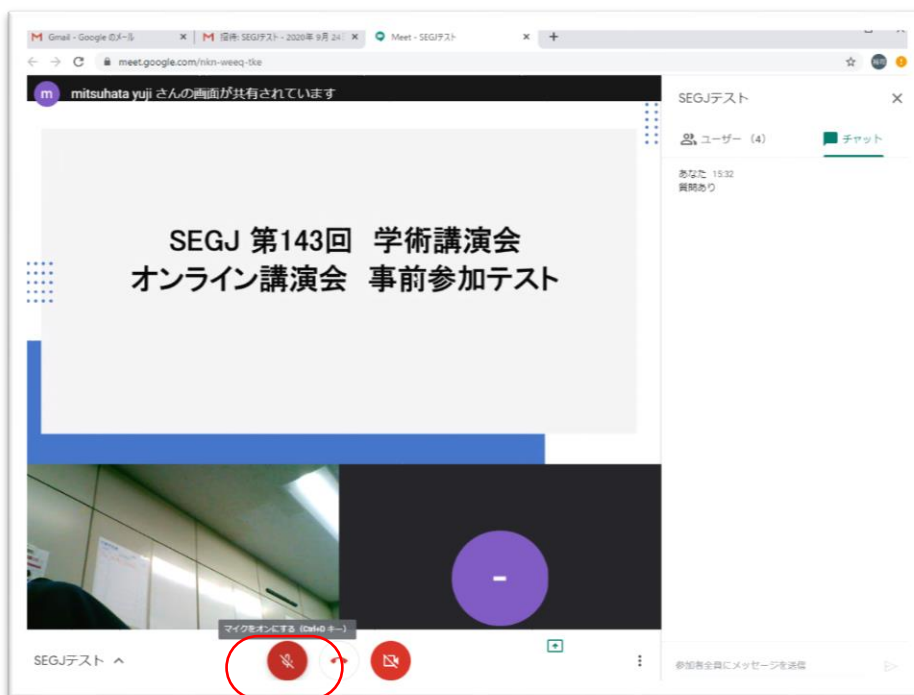 Gmail - Google のメール
招待: SEGJテスト - 2020年 9月 24
Meet - SEGJテスト
meet.google.com/nkn-weeq-tke
m mitsuhata yuji さんの画面が共有されています
SEGJ 第143回 学術講演会
オンライン講演会 事前参加テスト
マイクをオンにする (Ctrl+D キー)
SEGJテスト
SEGJテスト
ユーザー (4)
チャット
あなた 15:32
質問あり
参加者全員にメッセージを送信